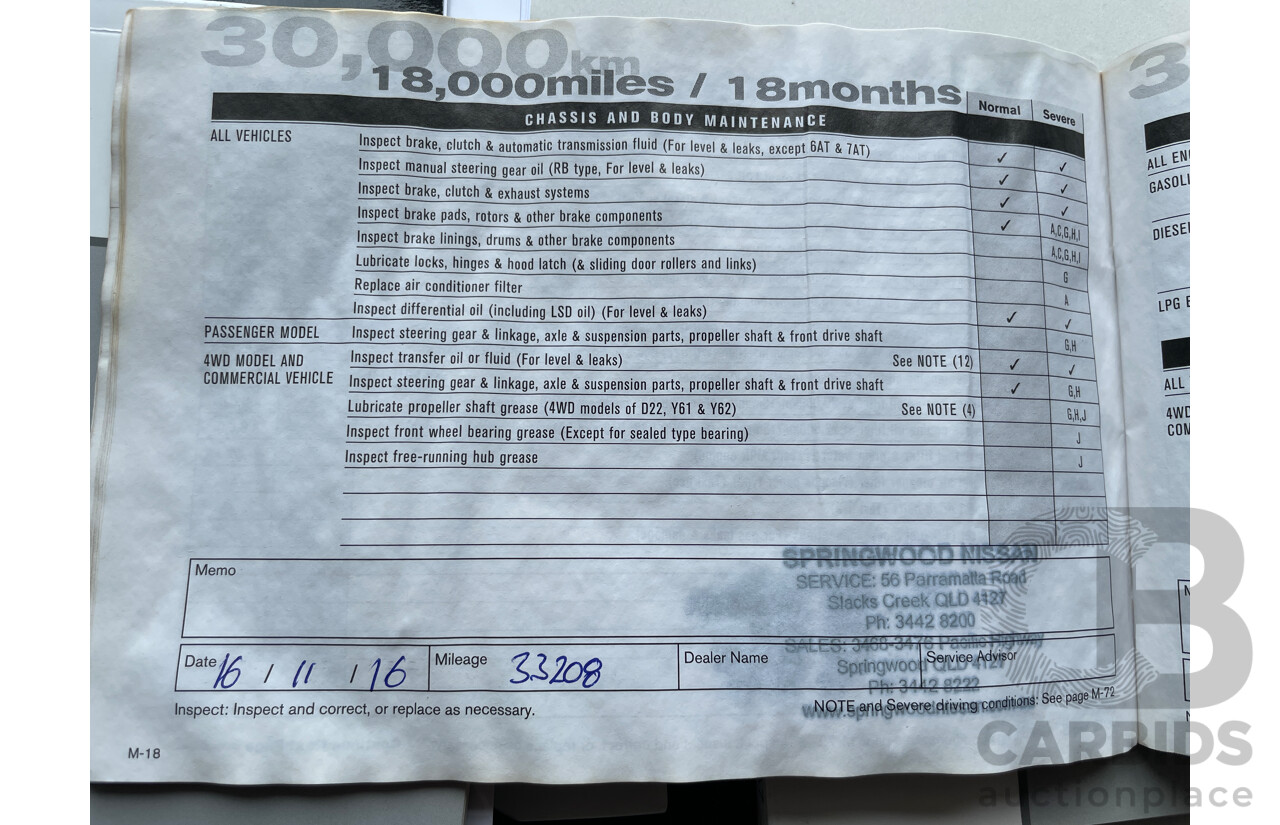 30,000km
18,000miles / 18months
Normal Severe
CHASSIS AND BODY MAINTENANCE
ALL VEHICLES Inspect brake, clutch & automatic transmission fluid (For level & leaks, except 6AT & 7AT) ✓ ✓
Inspect manual steering gear oil (RB type, For level & leaks) ✓ ✓
Inspect brake, clutch & exhaust systems ✓ ✓
Inspect brake pads, rotors & other brake components ✓ A,C,G,H,I
Inspect brake linings, drums & other brake components A,C,G,H,I
Lubricate locks, hinges & hood latch (& sliding door rollers and links) G
Replace air conditioner filter A
Inspect differential oil (including LSD oil) (For level & leaks) ✓ ✓
PASSENGER MODEL Inspect steering gear & linkage, axle & suspension parts, propeller shaft & front drive shaft G,H
4WD MODEL AND Inspect transfer oil or fluid (For level & leaks) See NOTE (12) ✓ ✓
COMMERCIAL VEHICLE Inspect steering gear & linkage, axle & suspension parts, propeller shaft & front drive shaft ✓ G,H
Lubricate propeller shaft grease (4WD models of D22, Y61 & Y62) See NOTE (4) G,H,J
Inspect front wheel bearing grease (Except for sealed type bearing) J
Inspect free-running hub grease J
Memo
SPRINGWOOD NISSAN
SERVICE: 56 Parramatta Road
Slacks Creek QLD 4127
Ph: 3442 8200
SALES: 3468-3476 Pacific Highway
Springwood QLD 4127
Ph: 3442 8222
Date 16 / 11 / 16 Mileage 33208 Dealer Name Service Advisor
Inspect: Inspect and correct, or replace as necessary.
NOTE and Severe driving conditions: See page M-72
M-18
3
ALL EN
GASOLI
DIESE
LPG E
ALL
4WD
COM
CARBIDS
auctionplace